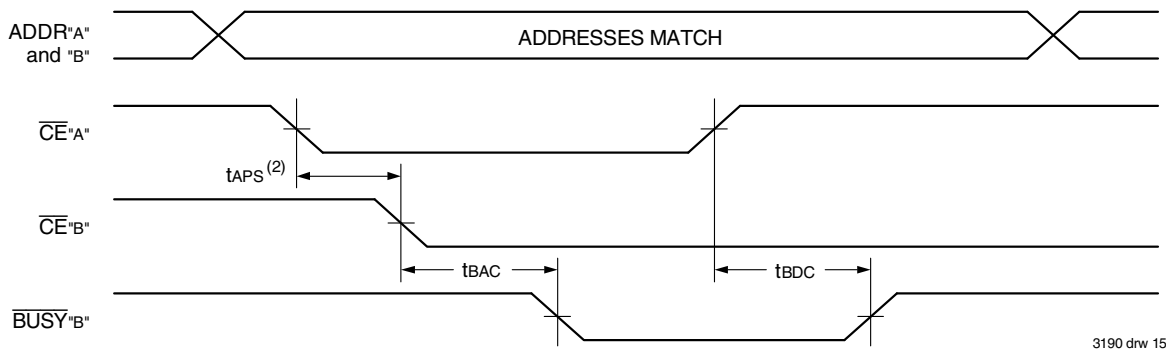 ADDR"A"
and "B"
ADDRESSES MATCH
CE"A"
tAPS (2)
CE"B"
tBAC
tBDC
BUSY"B"
3190 drw 15